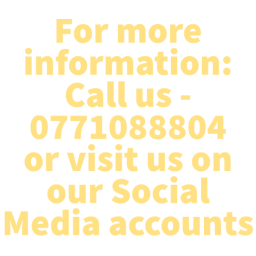 For more
information:
Call us -
0771088804
or visit us on
our Social
Media accounts